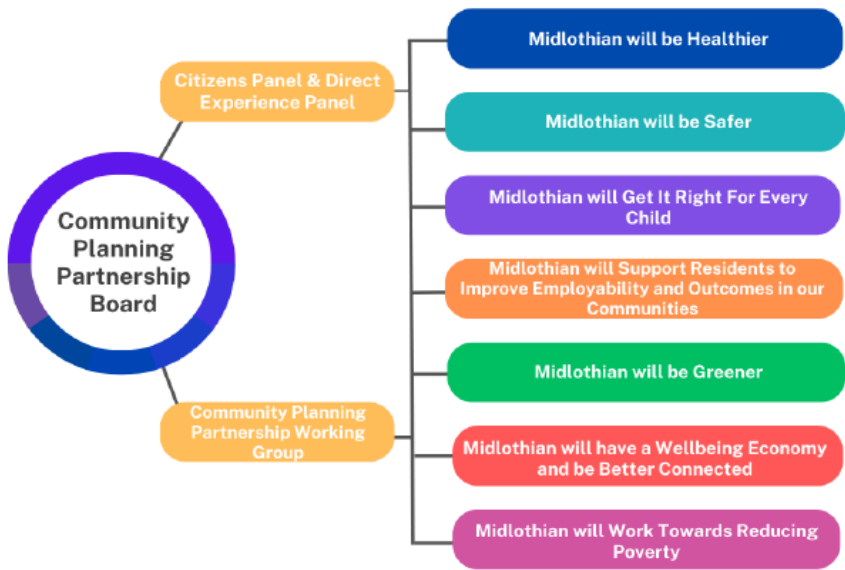 Community
Planning
Partnership
Board
Citizens Panel & Direct
Experience Panel
Community Planning
Partnership Working
Group
Midlothian will be Healthier
Midlothian will be Safer
Midlothian will Get It Right For Every
Child
Midlothian will Support Residents to
Improve Employability and Outcomes in our
Communities
Midlothian will be Greener
Midlothian will have a Wellbeing Economy
and be Better Connected
Midlothian will Work Towards Reducing
Poverty